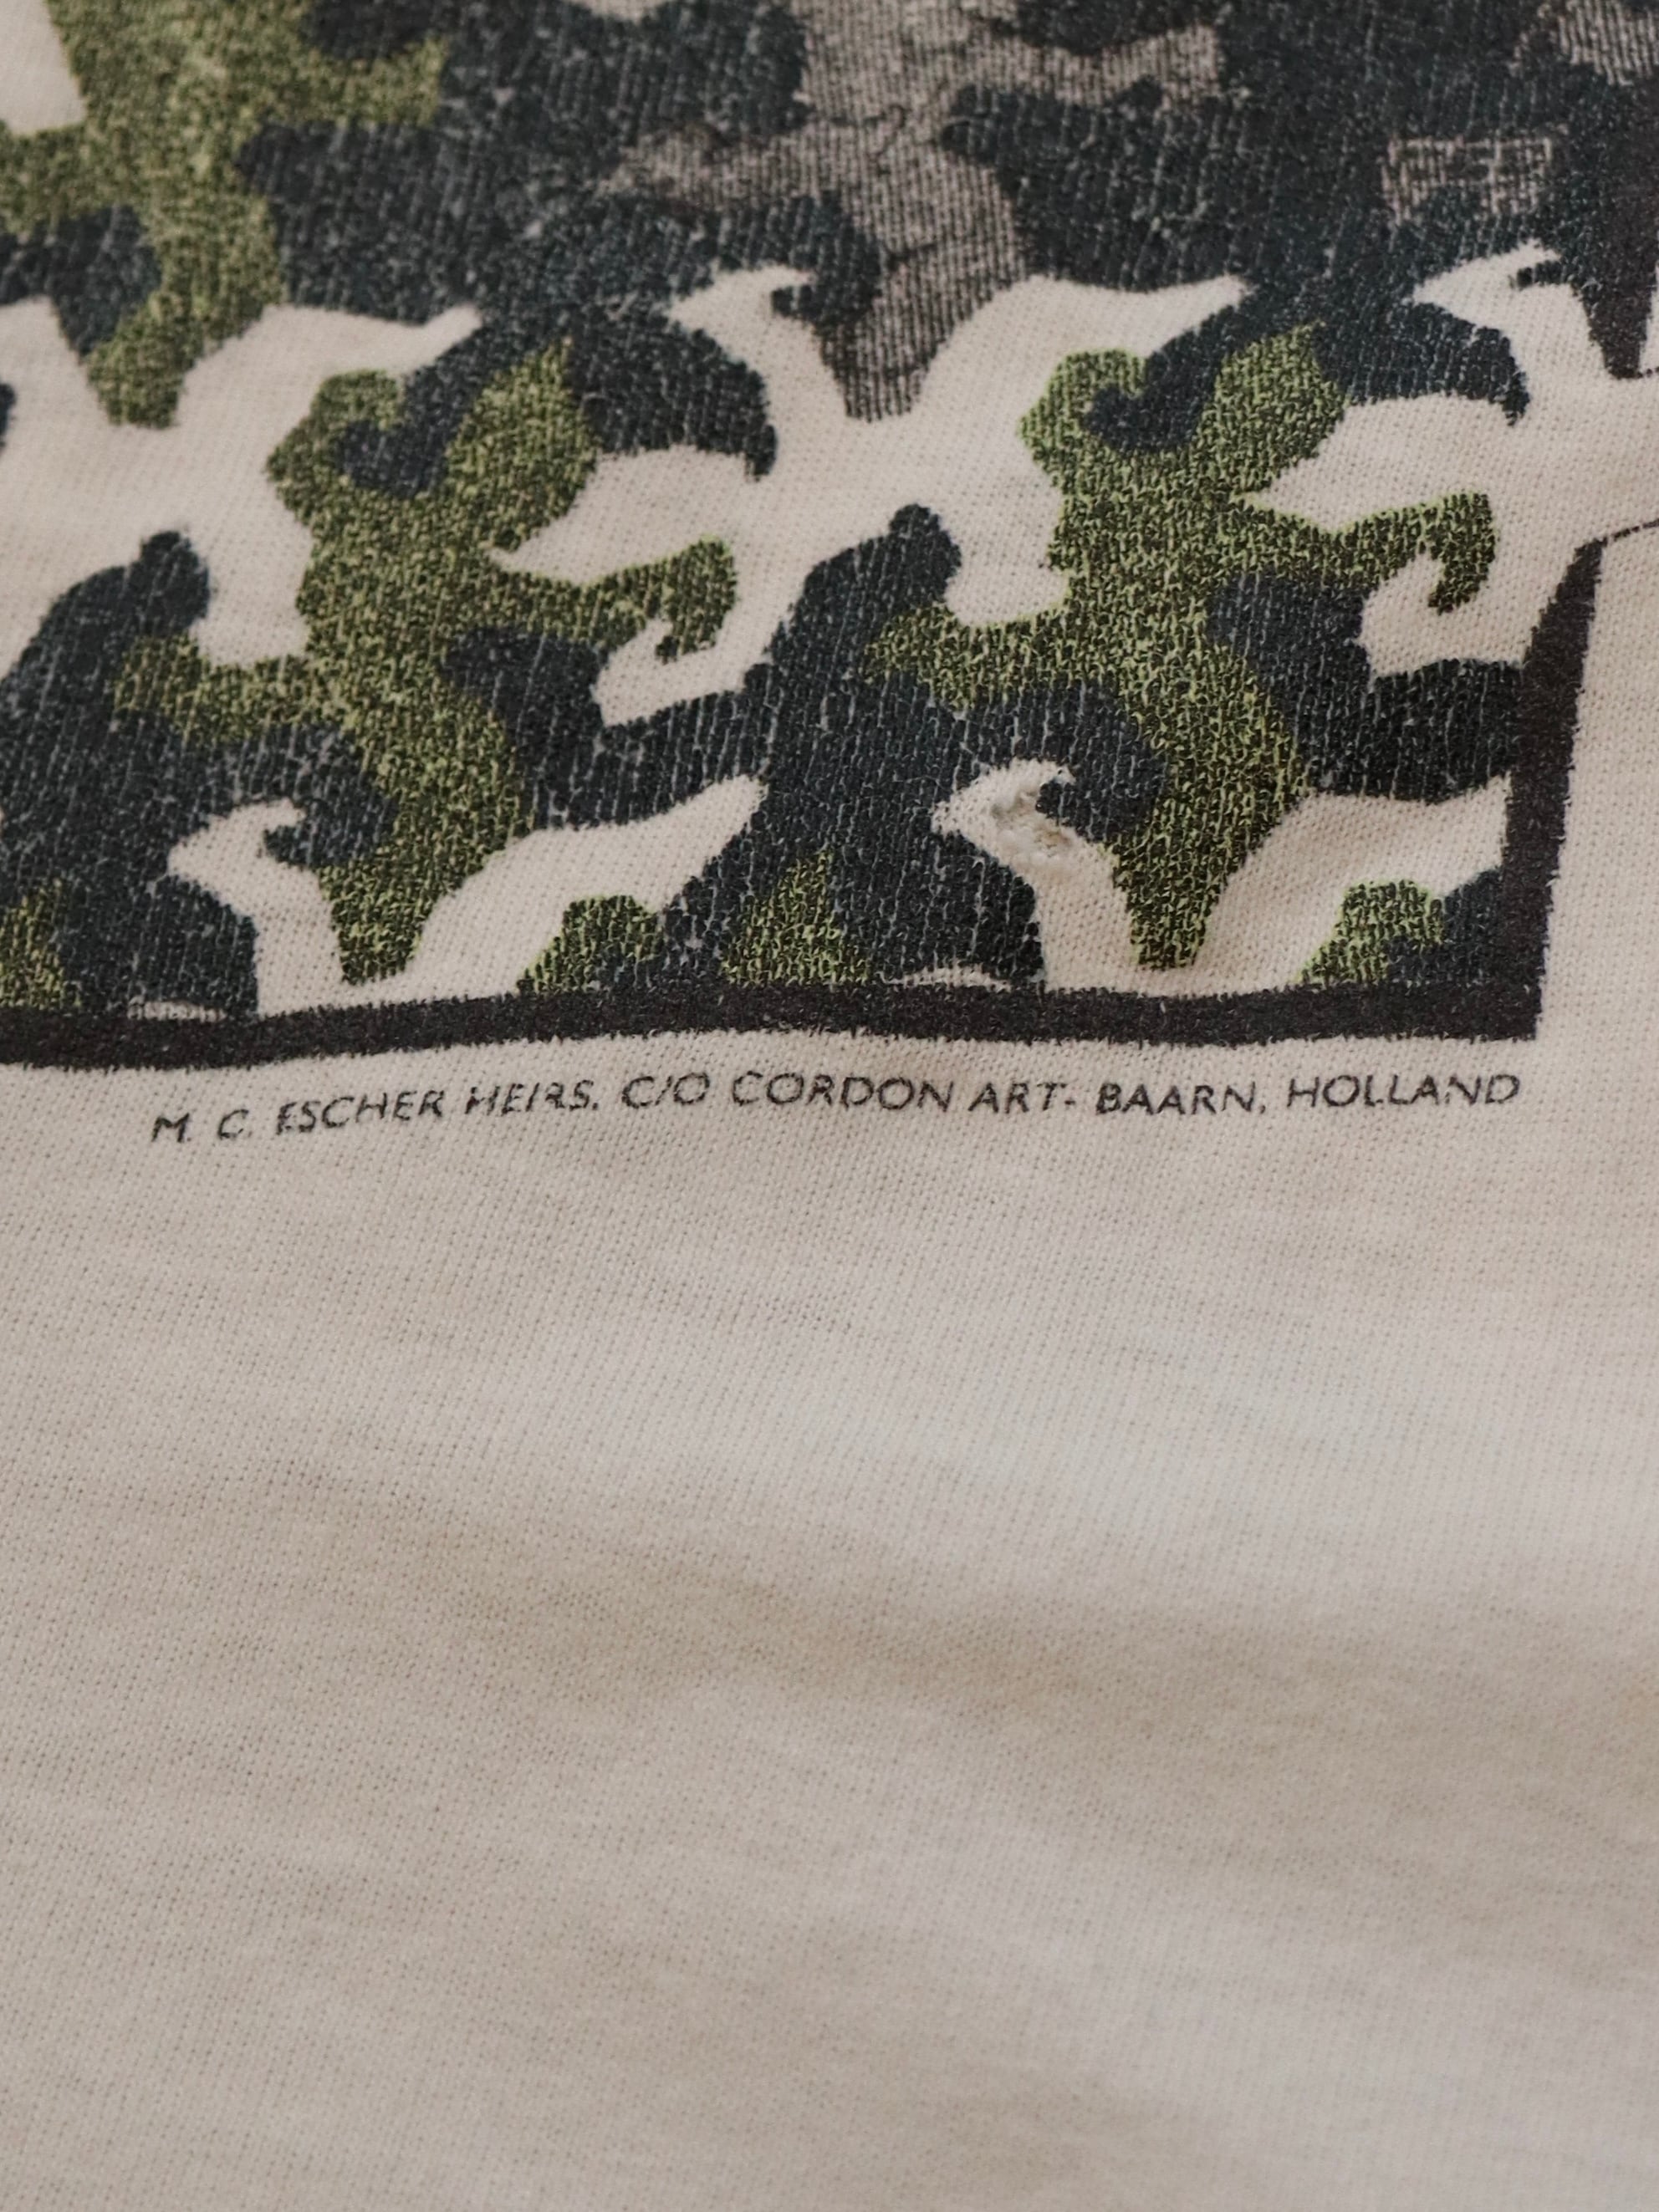 M. C. ESCHER HEIRS. C/O CORDON ART- BAARN, HOLLAND